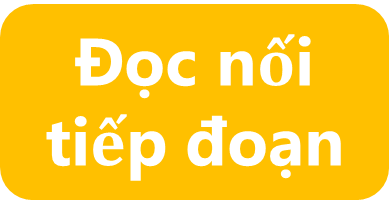 Đọc nối
tiếp đoạn